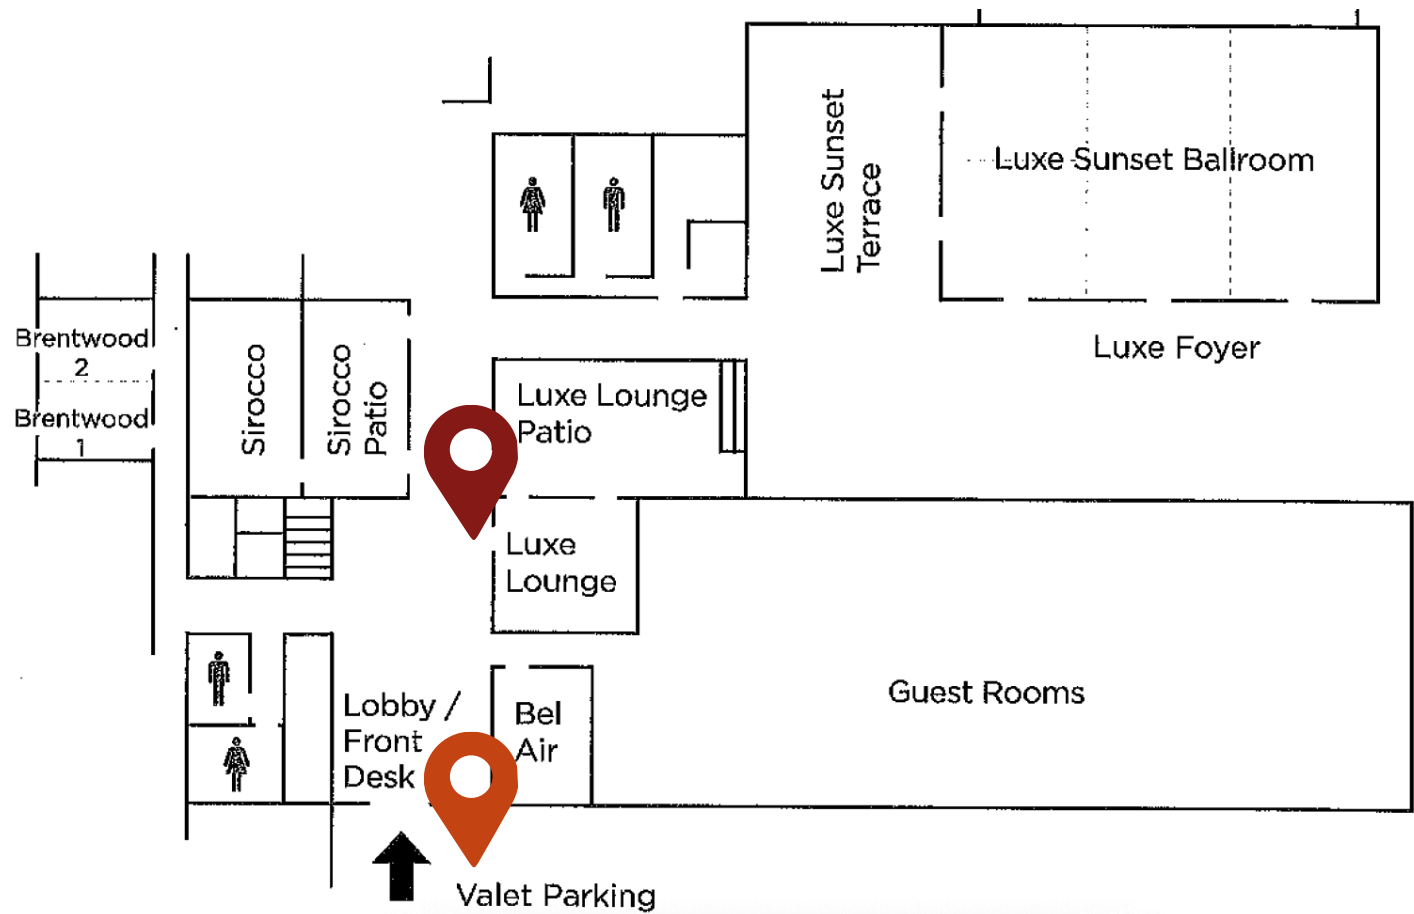 1
Luxe Sunset
Terrace
Luxe Sunset Ballroom
Brentwood
2
Brentwood
1
Sirocco
Sirocco
Patio
Luxe Foyer
Luxe Lounge
Patio
Luxe
Lounge
Guest Rooms
Lobby /
Front
Desk
Bel
Air
Valet Parking